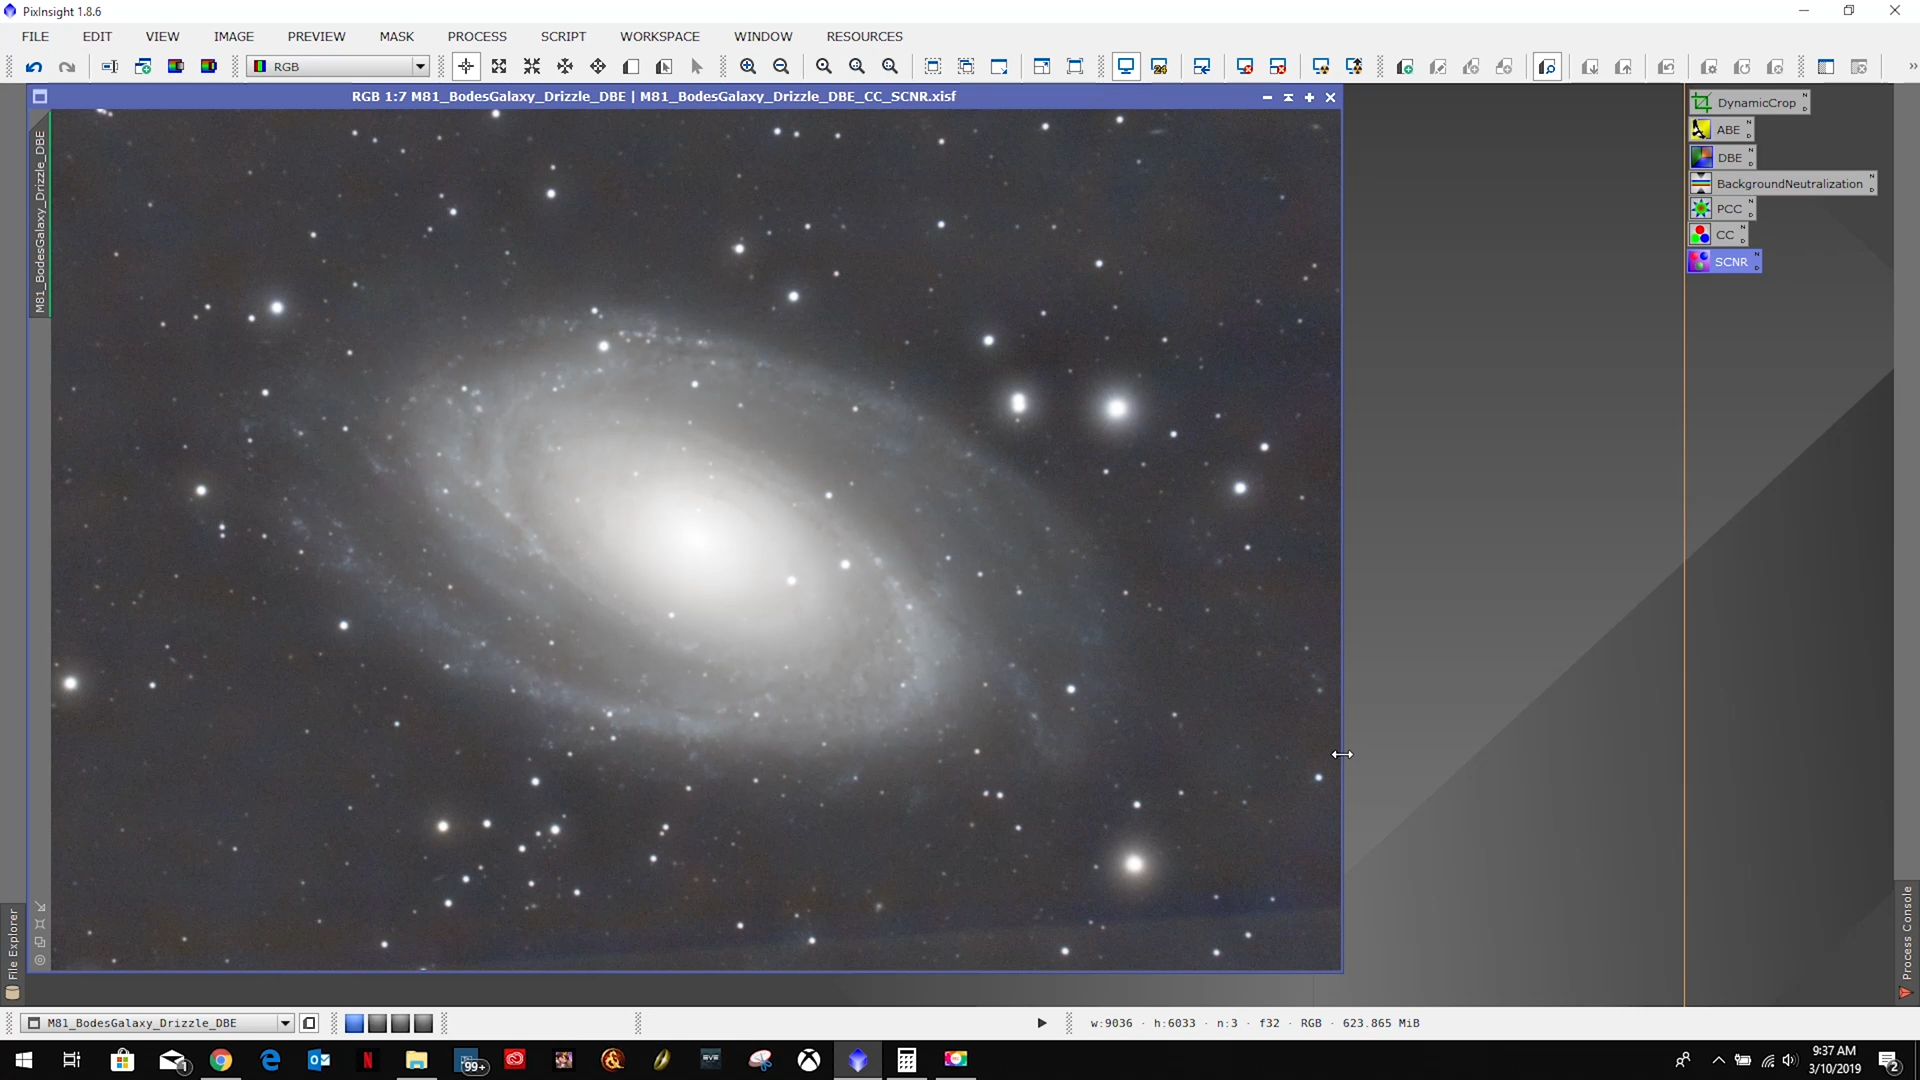 PixInsight 1.8.6
FILE EDIT VIEW IMAGE PREVIEW MASK PROCESS SCRIPT WORKSPACE WINDOW RESOURCES
RGB
24
RGB 1:7 M81_BodesGalaxy_Drizzle_DBE | M81_BodesGalaxy_Drizzle_DBE_CC_SCNR.xisf
M81_BodesGalaxy_Drizzle_DBE
DynamicCrop
ABE
DBE
BackgroundNeutralization
PCC
CC
SCNR
File Explorer
Process Console
M81_BodesGalaxy_Drizzle_DBE
w:9036 · h:6033 · n:3 · f32 · RGB · 623.865 MiB
99+
9:37 AM
3/10/2019
2